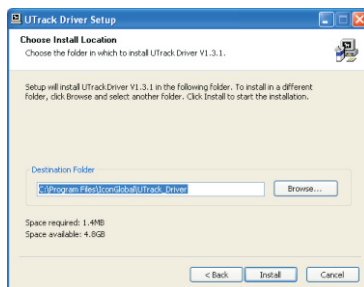 UTrack Driver Setup
Choose Install Location
Choose the folder in which to install UTrack Driver V1.3.1.
Setup will install UTrack Driver V1.3.1 in the following folder. To install in a different
folder, click Browse and select another folder. Click Install to start the installation.
Destination Folder
C:\Program Files\IconGlobal\UTrack_Driver
Browse...
Space required: 1.4MB
Space available: 4.8GB
< Back
Install
Cancel